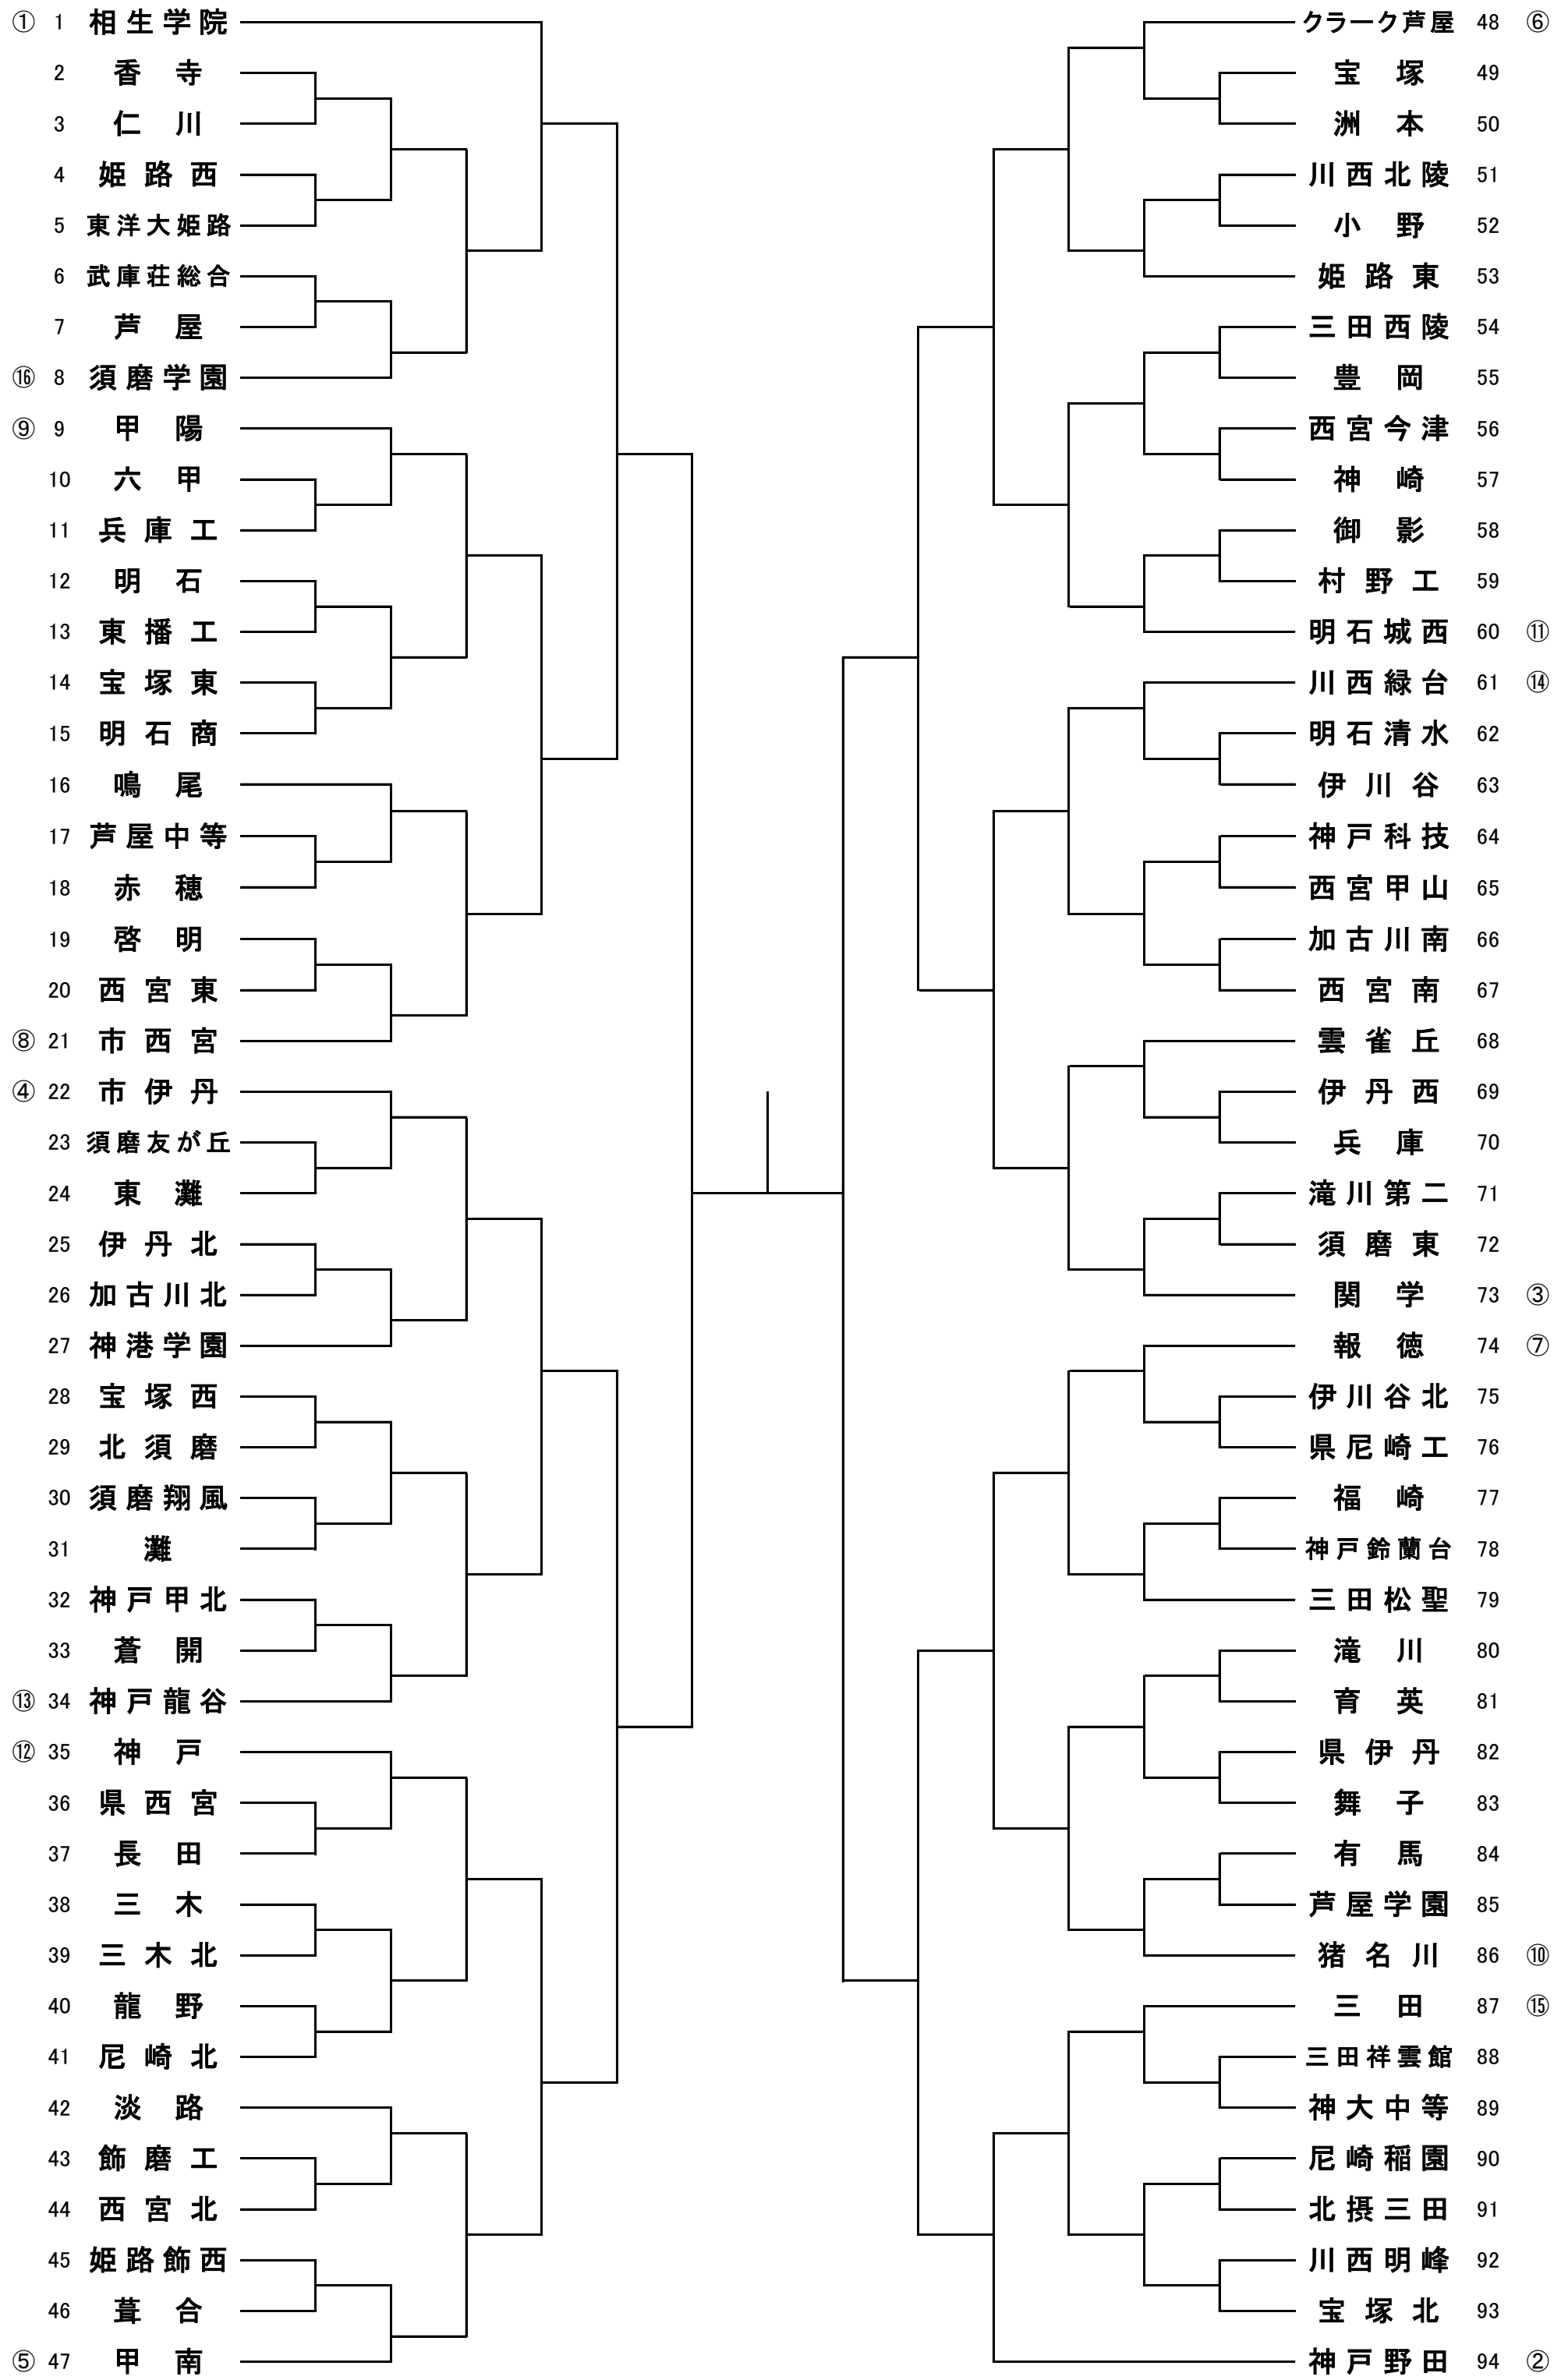 ① 1 相生学院
2 香寺
3 仁川
4 姫路西
5 東洋大姫路
6 武庫荘総合
7 芦屋
⑯ 8 須磨学園
⑨ 9 甲陽
10 六甲
11 兵庫工
12 明石
13 東播工
14 宝塚東
15 明石商
16 鳴尾
17 芦屋中等
18 赤穂
19 啓明
20 西宮東
⑧ 21 市西宮
④ 22 市伊丹
23 須磨友が丘
24 東灘
25 伊丹北
26 加古川北
27 神港学園
28 宝塚西
29 北須磨
30 須磨翔風
31 灘
32 神戸甲北
33 蒼開
⑬ 34 神戸龍谷
⑫ 35 神戸
36 県西宮
37 長田
38 三木
39 三木北
40 龍野
41 尼崎北
42 淡路
43 飾磨工
44 西宮北
45 姫路飾西
46 葺合
⑤ 47 甲南
クラーク芦屋 48 ⑥
宝塚 49
洲本 50
川西北陵 51
小野 52
姫路東 53
三田西陵 54
豊岡 55
西宮今津 56
神崎 57
御影 58
村野工 59
明石城西 60 ⑪
川西緑台 61 ⑭
明石清水 62
伊川谷 63
神戸科技 64
西宮甲山 65
加古川南 66
西宮南 67
雲雀丘 68
伊丹西 69
兵庫 70
滝川第二 71
須磨東 72
関学 73 ③
報徳 74 ⑦
伊川谷北 75
県尼崎工 76
福崎 77
神戸鈴蘭台 78
三田松聖 79
滝川 80
育英 81
県伊丹 82
舞子 83
有馬 84
芦屋学園 85
猪名川 86 ⑩
三田 87 ⑮
三田祥雲館 88
神大中等 89
尼崎稲園 90
北摂三田 91
川西明峰 92
宝塚北 93
神戸野田 94 ②